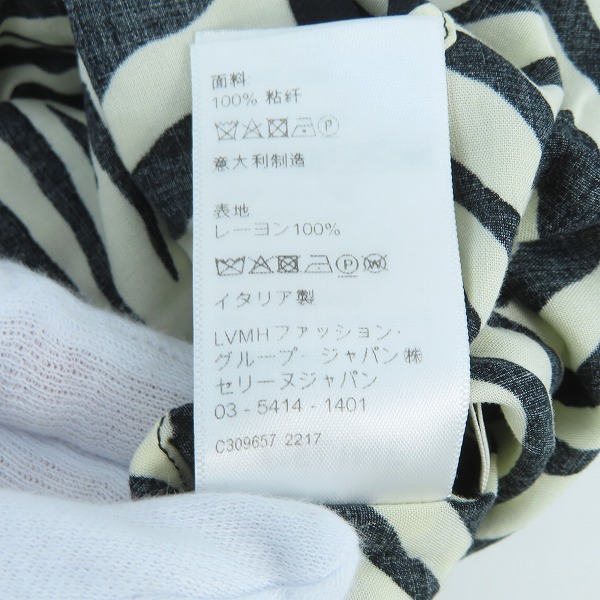 面料
100% 粘纤
意大利制造
表地
レーヨン100%
イタリア製
LVMHファッション・
グループ・ジャパン㈱
セリーヌジャパン
03 - 5414 - 1401
C309657 2217